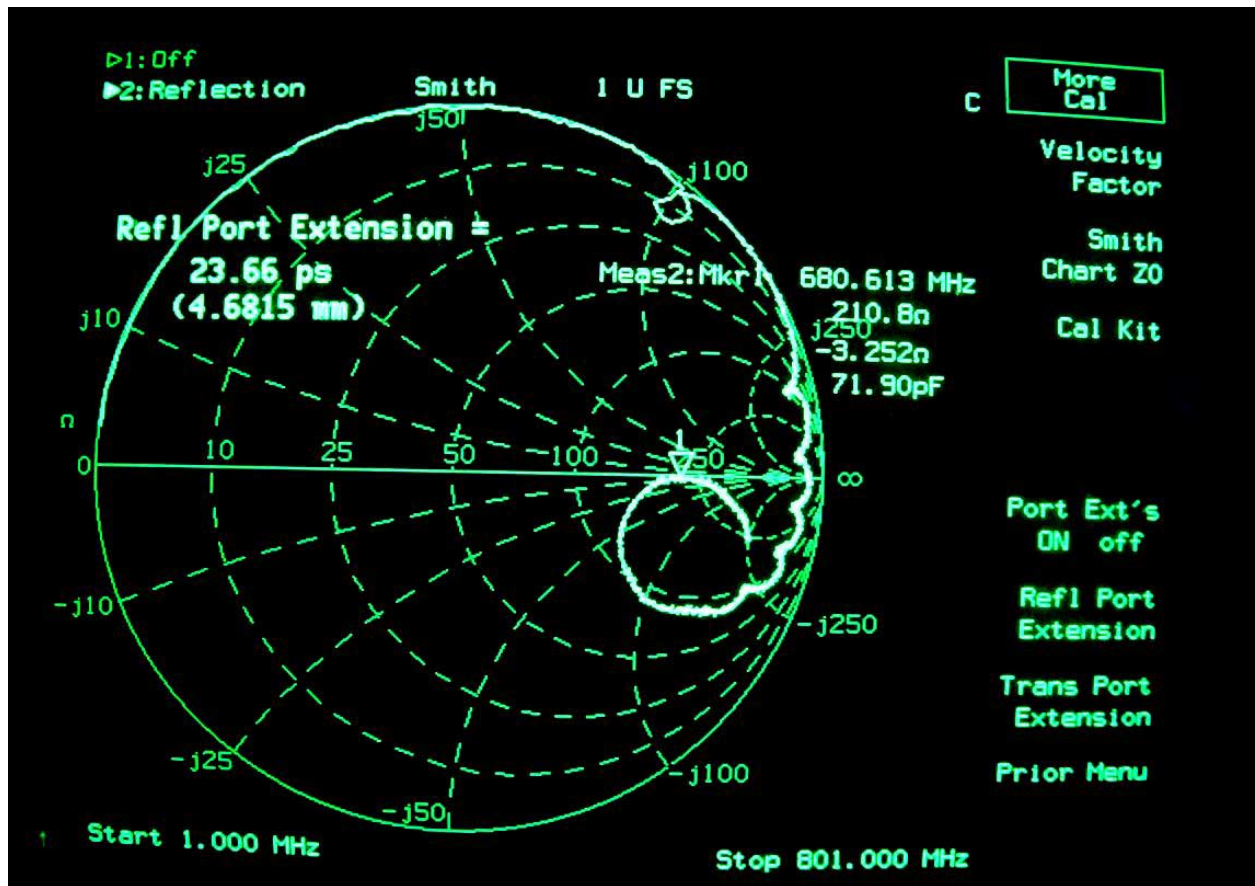 ▷1:Off
▶2:Reflection Smith 1 U FS
C
More
Cal
Velocity
Factor
Smith
Chart Z0
Cal Kit
Port Ext's
ON off
Refl Port
Extension
Trans Port
Extension
Prior Menu
Refl Port Extension =
23.66 ps
(4.6815 mm)
Meas2:Mkr1 680.613 MHz
210.8Ω
-3.252Ω
71.90pF
j50
j25
j100
j10
j250
Ω
0 10 25 50 100 250 ∞
1
-j10
-j250
-j25
-j100
-j50
↑ Start 1.000 MHz Stop 801.000 MHz